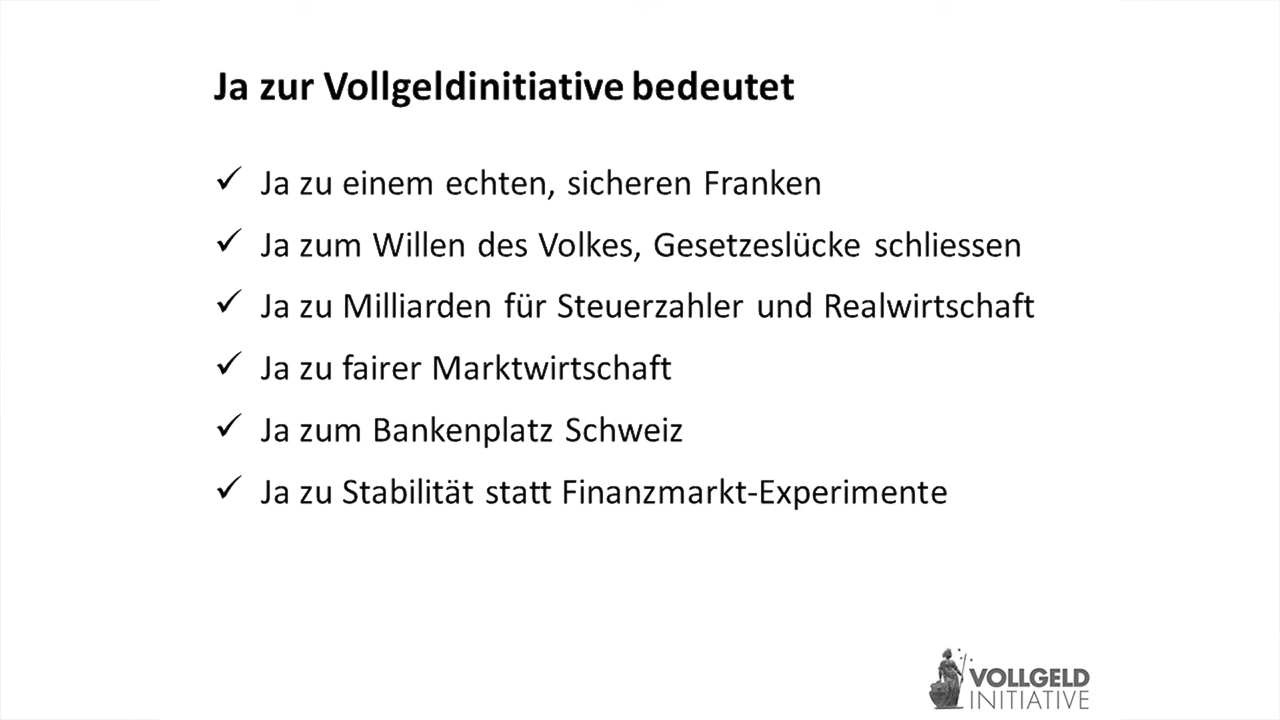 Ja zur Vollgeldinitiative bedeutet
✓ Ja zu einem echten, sicheren Franken
✓ Ja zum Willen des Volkes, Gesetzeslücke schliessen
✓ Ja zu Milliarden für Steuerzahler und Realwirtschaft
✓ Ja zu fairer Marktwirtschaft
✓ Ja zum Bankenplatz Schweiz
✓ Ja zu Stabilität statt Finanzmarkt-Experimente
VOLLGELD
INITIATIVE